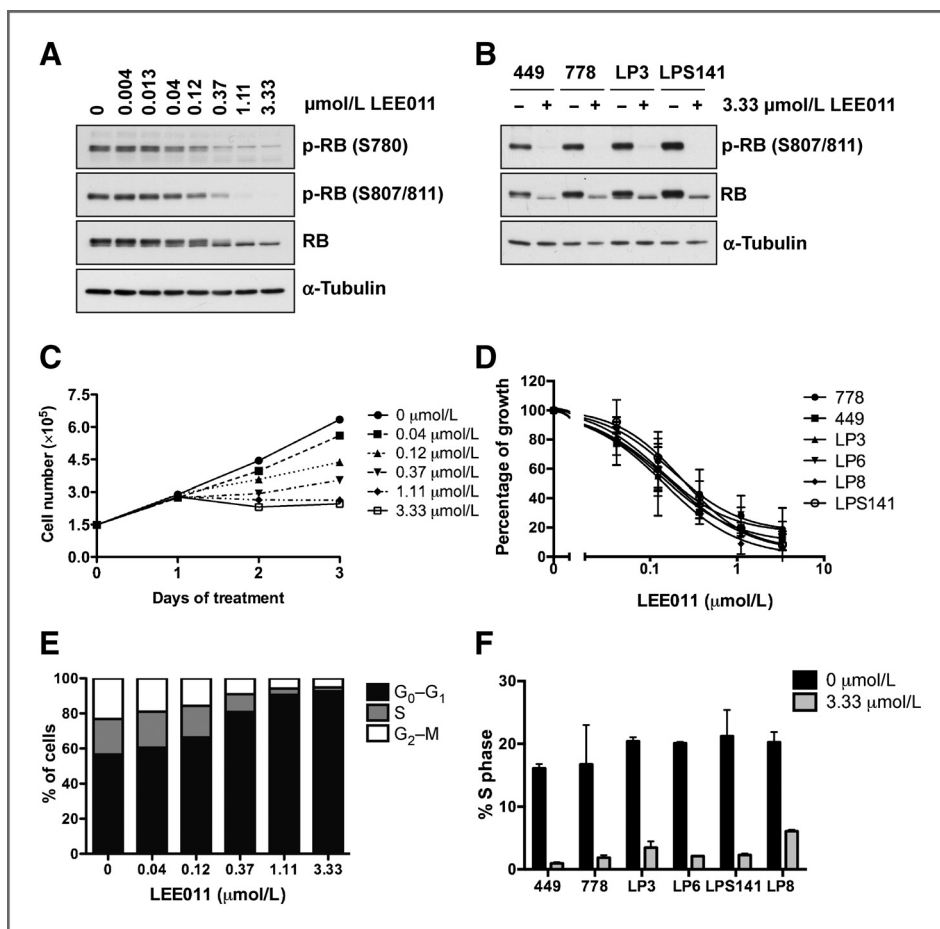 A
0 0.004 0.013 0.04 0.12 0.37 1.11 3.33
μmol/L LEE011
p-RB (S780)
p-RB (S807/811)
RB
α-Tubulin
B
449 778 LP3 LPS141
– + – + – + – +
3.33 μmol/L LEE011
p-RB (S807/811)
RB
α-Tubulin
C
Cell number (×10⁵)
7.5
6.0
4.5
3.0
1.5
0.0
0 1 2 3
Days of treatment
0 μmol/L
0.04 μmol/L
0.12 μmol/L
0.37 μmol/L
1.11 μmol/L
3.33 μmol/L
D
Percentage of growth
120
100
80
60
40
20
0
0 0.1 1 10
LEE011 (μmol/L)
778
449
LP3
LP6
LP8
LPS141
E
% of cells
100
80
60
40
20
0
0 0.04 0.12 0.37 1.11 3.33
LEE011 (μmol/L)
G₀–G₁
S
G₂–M
F
% S phase
30
20
10
0
449 778 LP3 LP6 LPS141 LP8
0 μmol/L
3.33 μmol/L